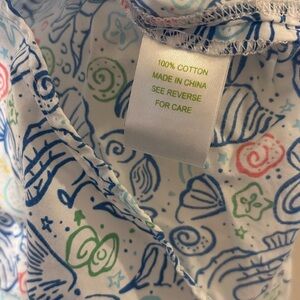 100% COTTON
MADE IN CHINA
SEE REVERSE
FOR CARE